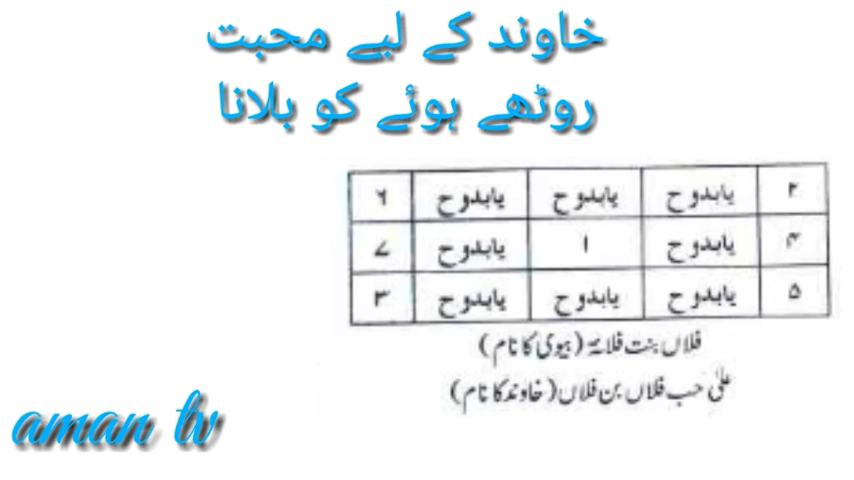 خاوند کے لیے محبت
روٹھے ہوئے کو بلانا
۲ یابدوح یابدوح یابدوح ۶
۴ یابدوح ۱ یابدوح ۷
۵ یابدوح یابدوح یابدوح ۳
فلاں بنت فلانہ (بیوی کا نام)
علیٰ حب فلاں بن فلاں (خاوند کا نام)
aman tv